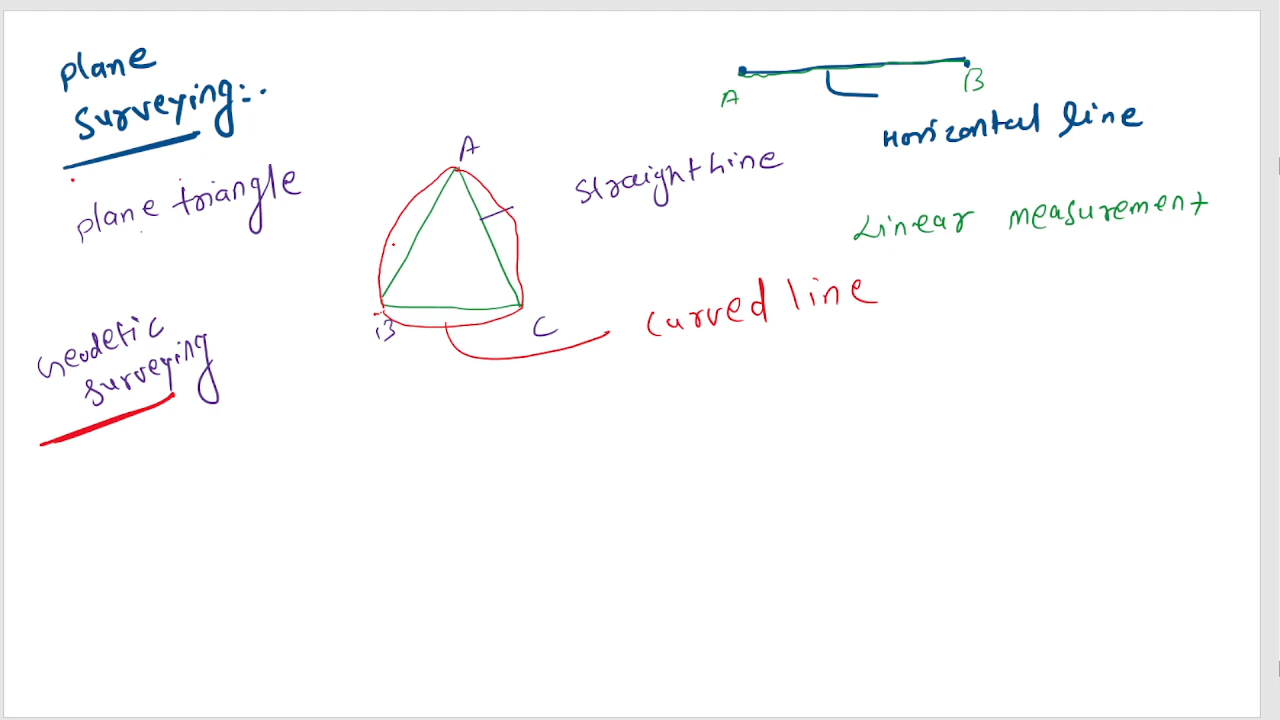 plane
surveying:-.
A
B
Horizontal line
A
straight line
plane triangle
Linear measurement
curved line
B
C
Geodetic
surveying